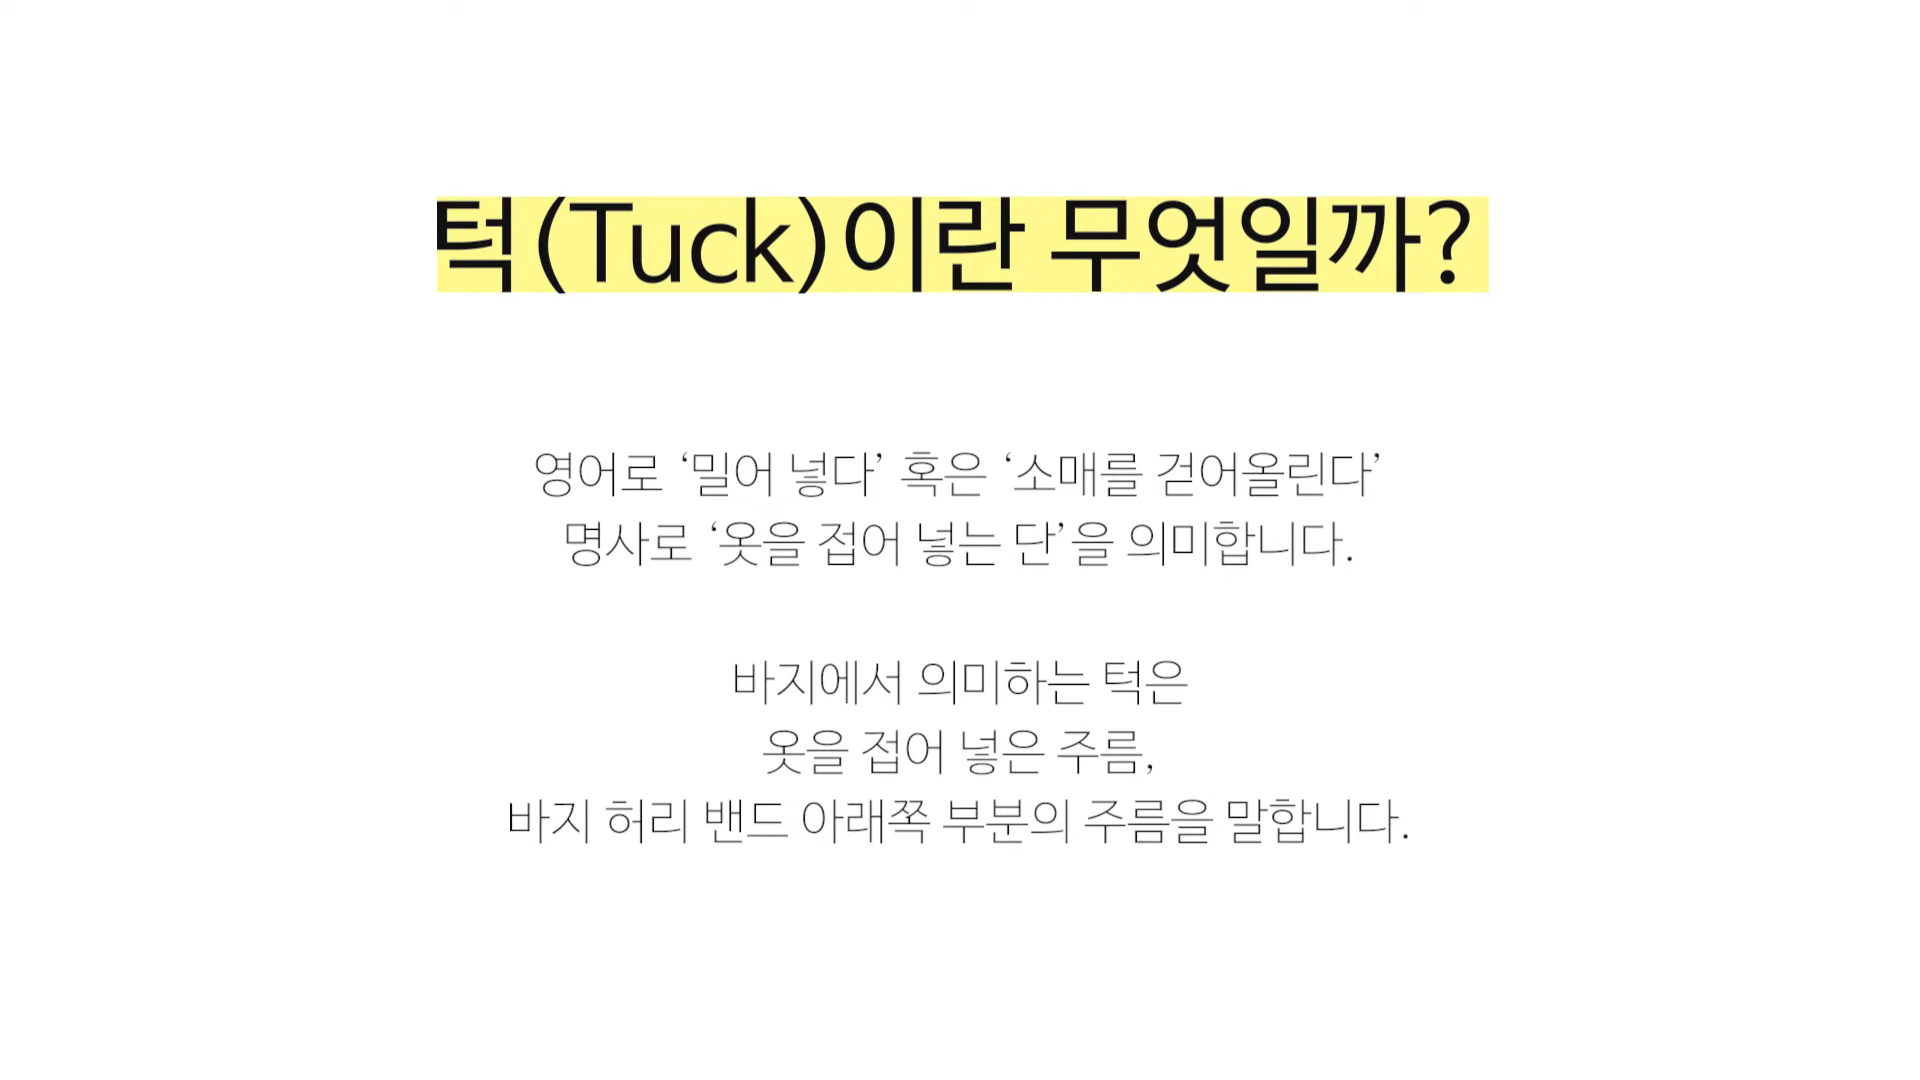 턱(Tuck)이란 무엇일까?
영어로 ‘밀어 넣다’ 혹은 ‘소매를 걷어올린다’
명사로 ‘옷을 접어 넣는 단’을 의미합니다.
바지에서 의미하는 턱은
옷을 접어 넣은 주름,
바지 허리 밴드 아래쪽 부분의 주름을 말합니다.